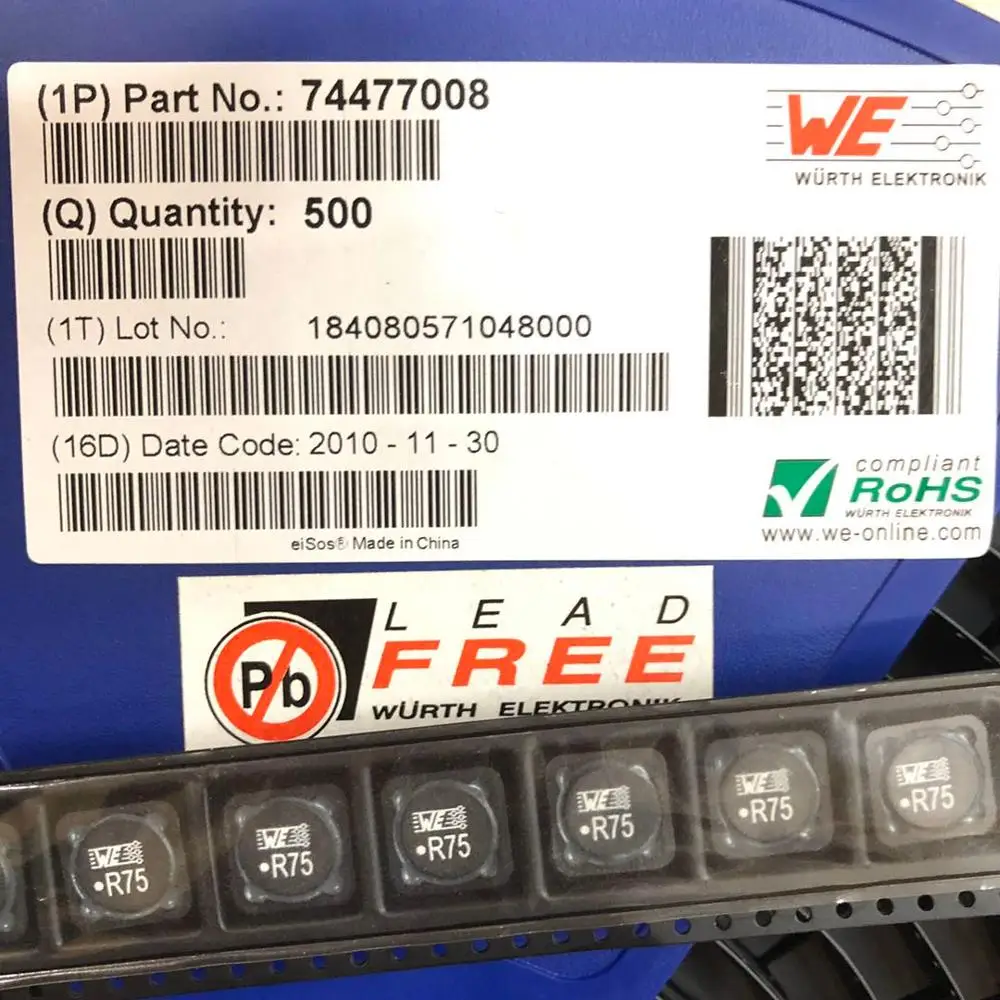 (1P) Part No.: 74477008
WE
WÜRTH ELEKTRONIK
(Q) Quantity: 500
(1T) Lot No.: 184080571048000
(16D) Date Code: 2010 - 11 - 30
eiSos® Made in China
compliant
RoHS
WÜRTH ELEKTRONIK
www.we-online.com
Pb
LEAD
FREE
WÜRTH ELEKTRONIK
WE
R75
WE
R75
WE
R75
WE
R75
WE
R75
WE
R75